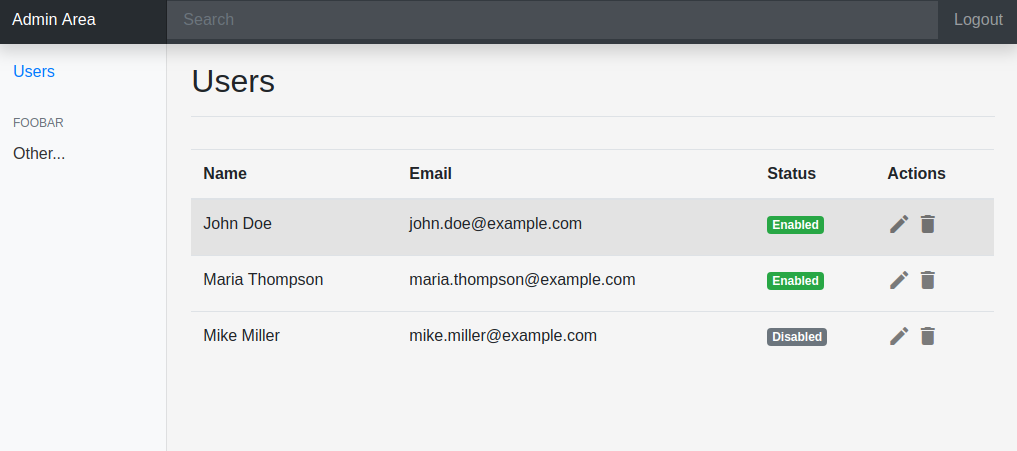 Admin Area Search Logout
Users
FOOBAR
Other...
Users
Name Email Status Actions
John Doe john.doe@example.com Enabled
Maria Thompson maria.thompson@example.com Enabled
Mike Miller mike.miller@example.com Disabled